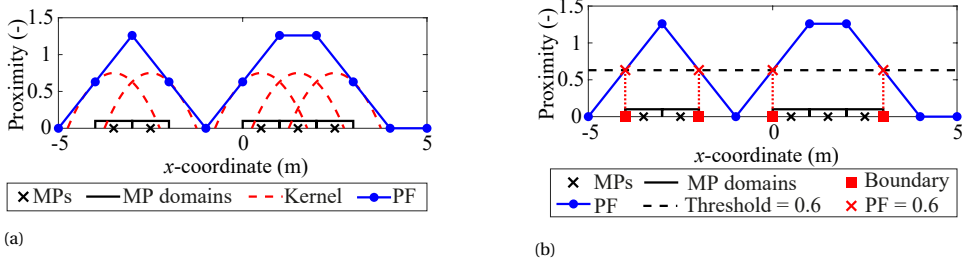 1.5
1
0.5
0
Proximity (-)
-5
0
5
x-coordinate (m)
MPs
MP domains
Kernel
PF
(a)
1.5
1
0.5
0
Proximity (-)
-5
0
5
x-coordinate (m)
MPs
MP domains
Boundary
PF
Threshold = 0.6
PF = 0.6
(b)